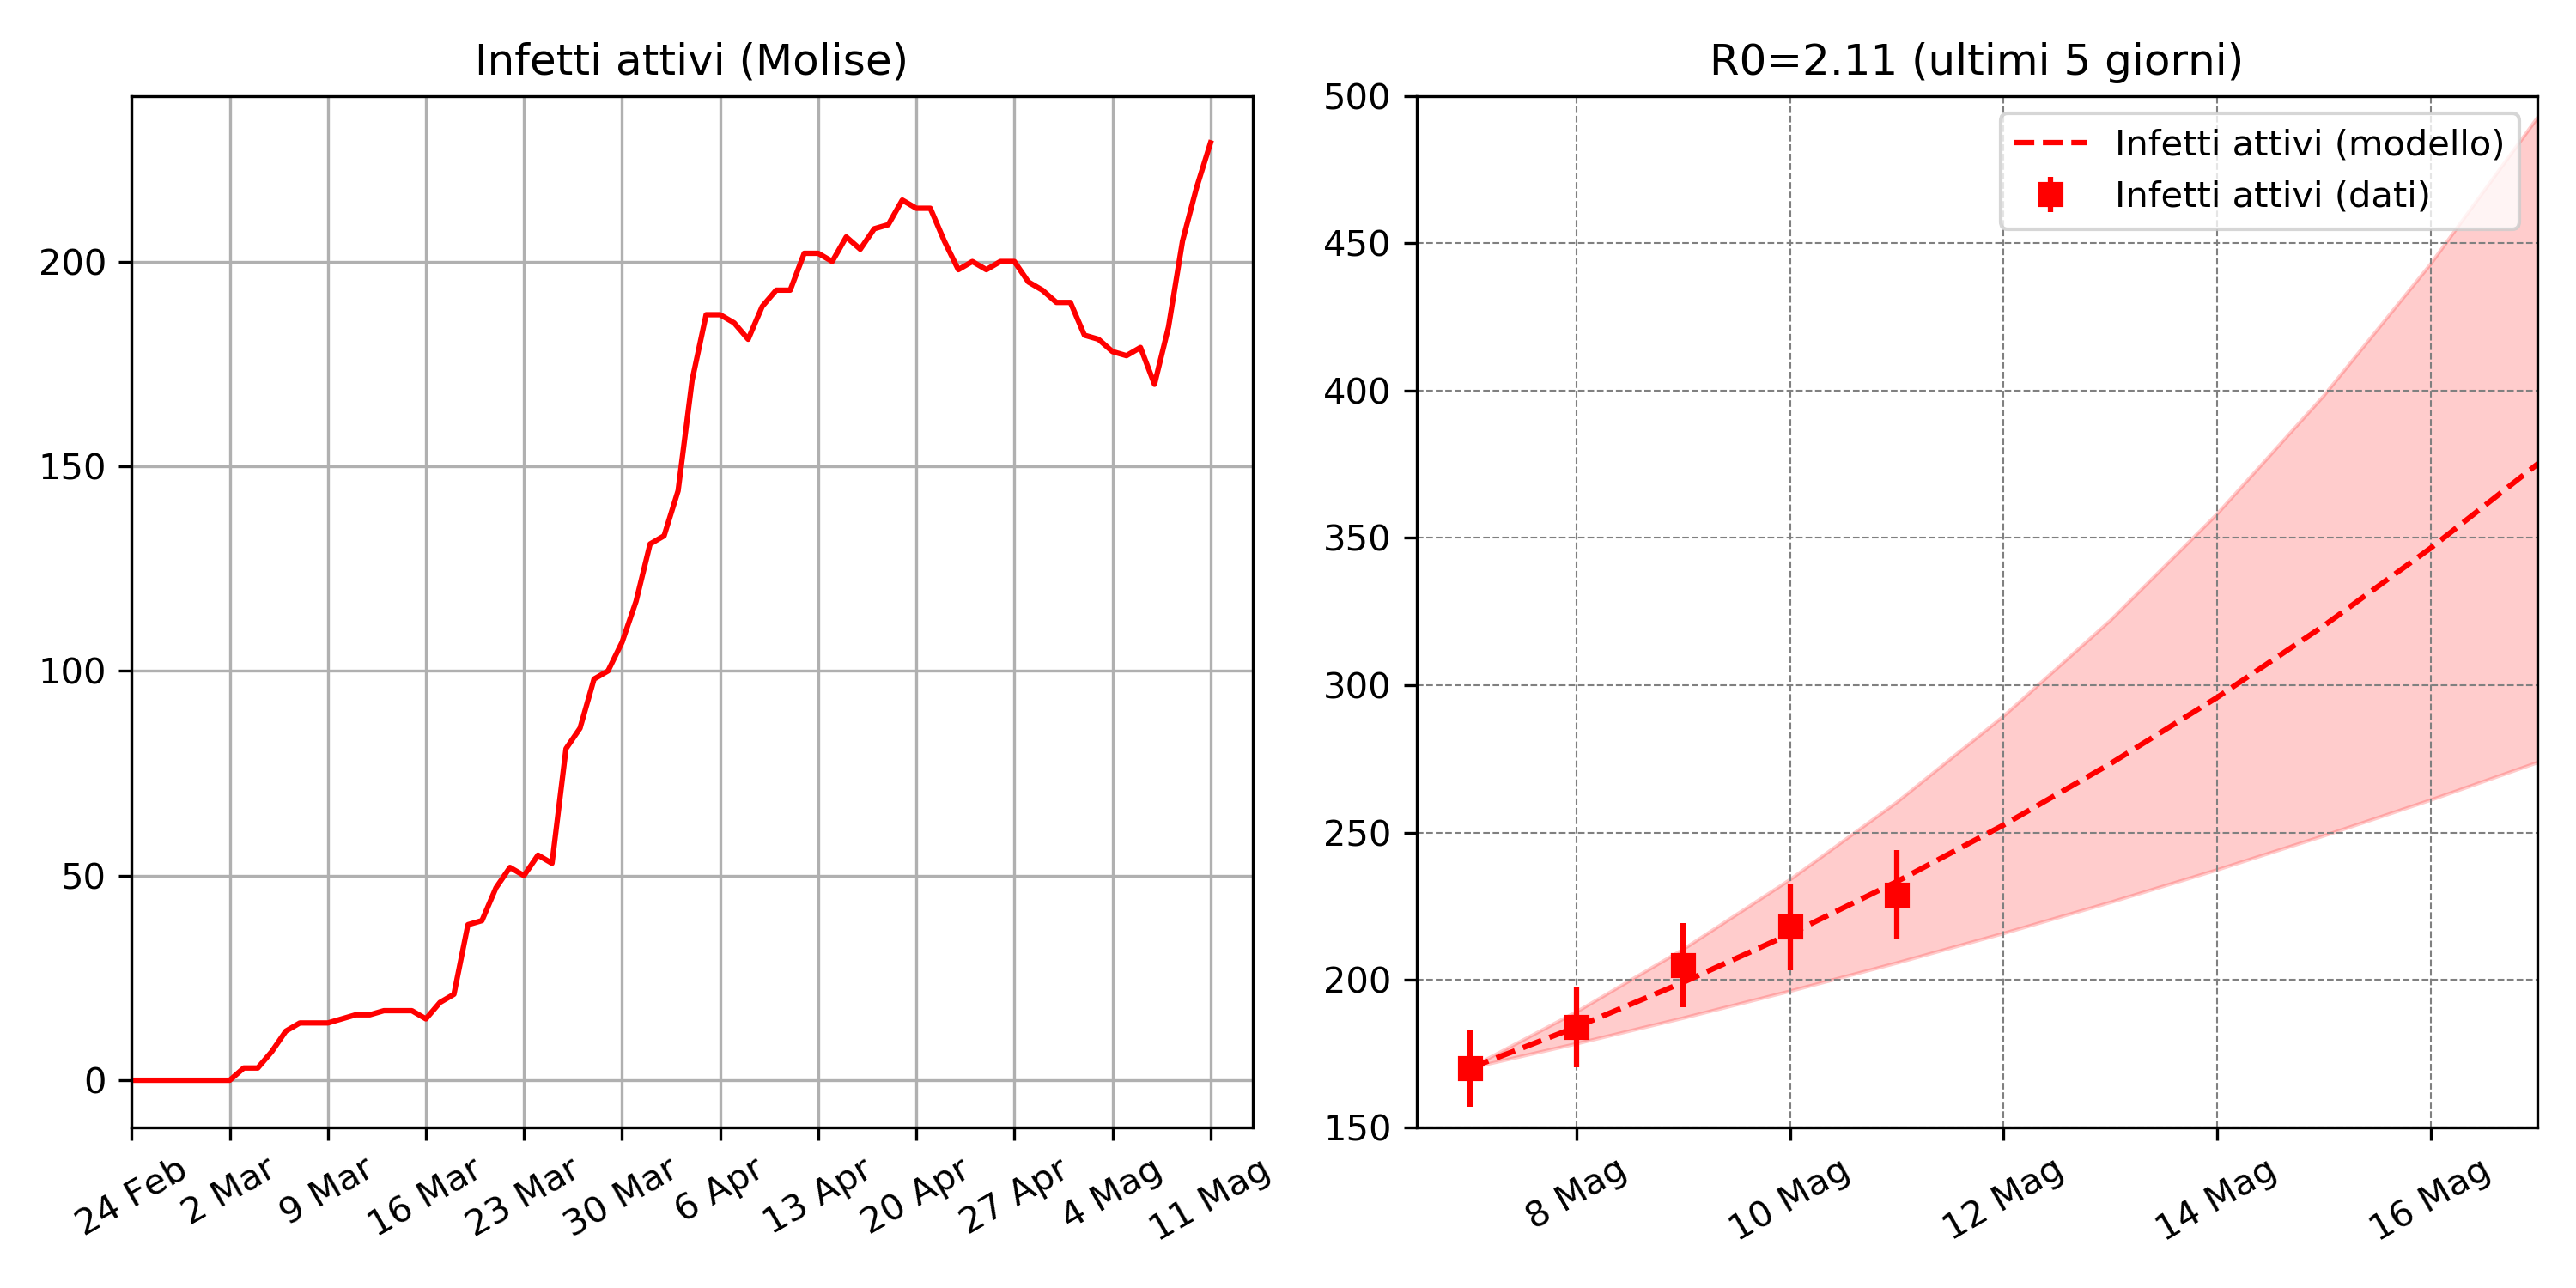 Infetti attivi (Molise)
200
150
100
50
0
24 Feb
2 Mar
9 Mar
16 Mar
23 Mar
30 Mar
6 Apr
13 Apr
20 Apr
27 Apr
4 Mag
11 Mag
R0=2.11 (ultimi 5 giorni)
Infetti attivi (modello)
Infetti attivi (dati)
500
450
400
350
300
250
200
150
8 Mag
10 Mag
12 Mag
14 Mag
16 Mag